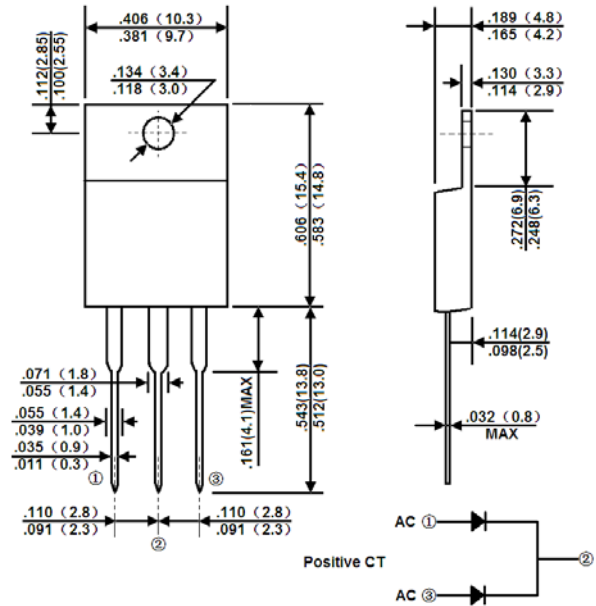 .406 ( 10.3)
.381 ( 9.7)
.189 ( 4.8)
.165 ( 4.2)
.112(2.85)
.100(2.55)
.134 ( 3.4)
.118 ( 3.0)
.130 ( 3.3)
.114 ( 2.9)
.606 ( 15.4)
.583 ( 14.8)
.272(6.9)
.248(6.3)
.114(2.9)
.098(2.5)
.071 ( 1.8)
.055 ( 1.4)
.161(4.1)MAX
.543(13.8)
.512(13.0)
.055 ( 1.4)
.039 ( 1.0)
.032 ( 0.8)
MAX
.035 ( 0.9)
.011 ( 0.3)
① ③
.110 ( 2.8)
.091 ( 2.3)
②
.110 ( 2.8)
.091 ( 2.3)
AC ①
Positive CT
②
AC ③